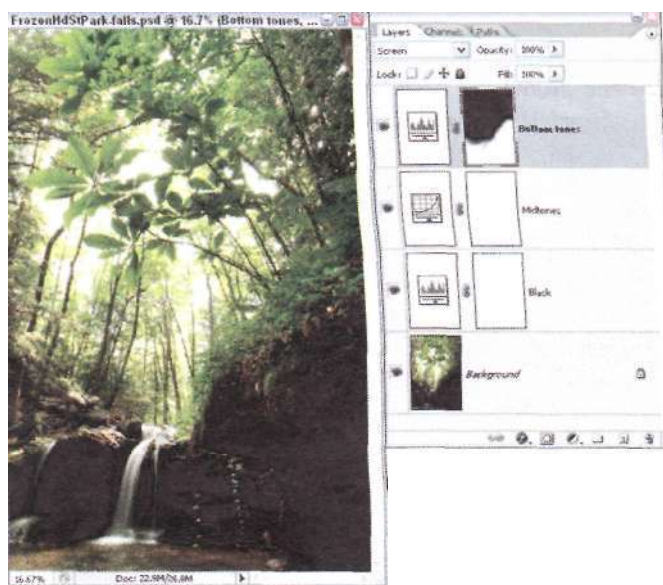 FrozenHdStPark.falls.psd @ 16.7% (Bottom tones, ...
16.67%
Doc: 22.9M/26.8M
Layers Channels Paths
Screen Opacity: 100%
Lock: Fill: 100%
Bottom tones
Midtones
Black
Background